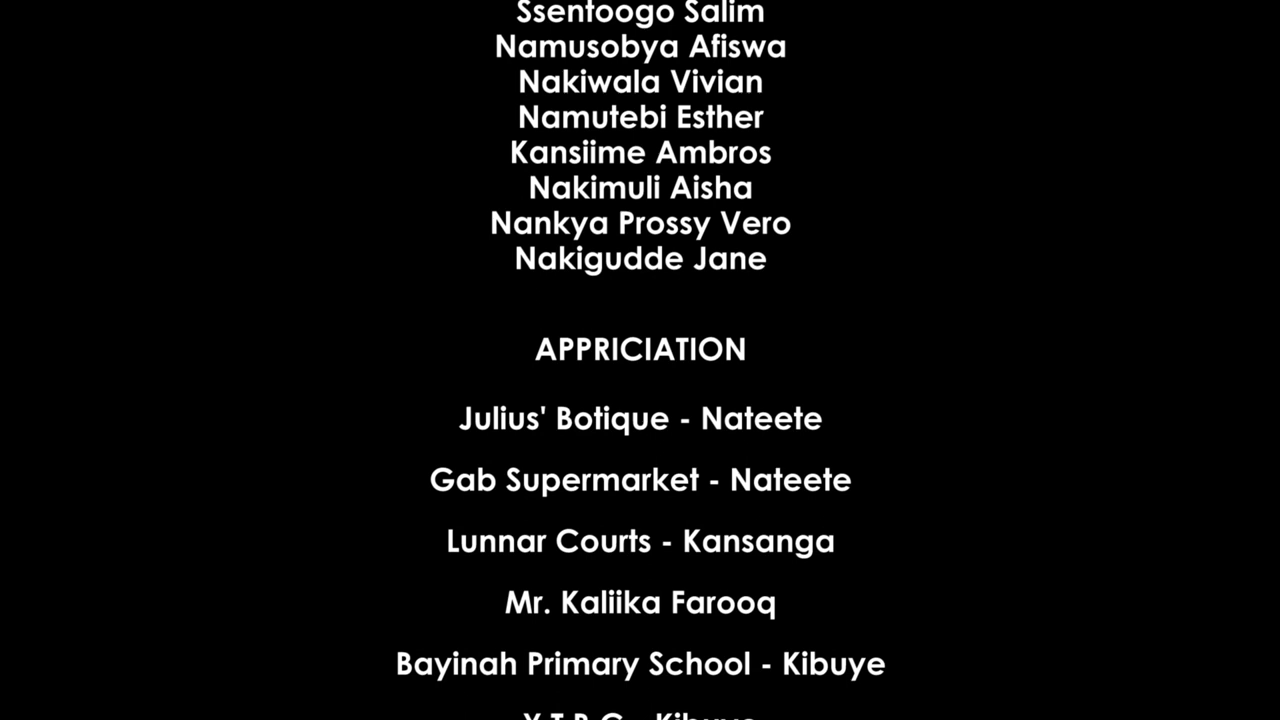 Ssentoogo Salim
Namusobya Afiswa
Nakiwala Vivian
Namutebi Esther
Kansiime Ambros
Nakimuli Aisha
Nankya Prossy Vero
Nakigudde Jane
APPRICIATION
Julius' Botique - Nateete
Gab Supermarket - Nateete
Lunnar Courts - Kansanga
Mr. Kaliika Farooq
Bayinah Primary School - Kibuye
- Kibuye